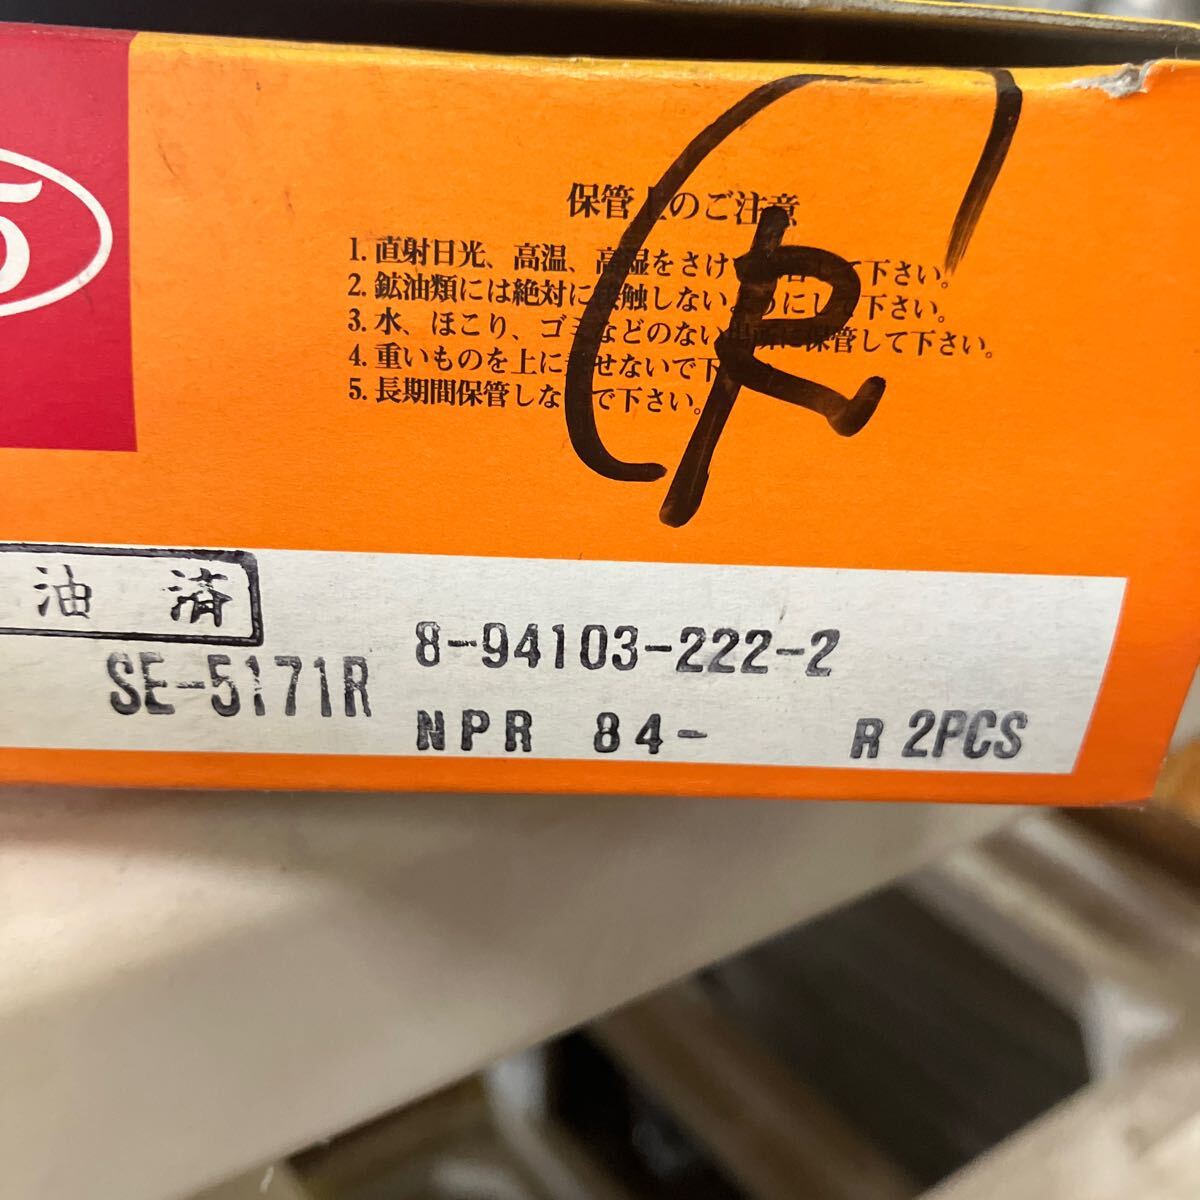 5
保管上のご注意
1. 直射日光、高温、高湿をさけて保管して下さい。
2. 鉱油類には絶対に接触しないようにして下さい。
3. 水、ほこり、ゴミなどのない場所に保管して下さい。
4. 重いものを上に乗せないで下
5. 長期間保管しないで下さい。
(R)
油 済
8-94103-222-2
SE-5171R
NPR 84- R 2PCS